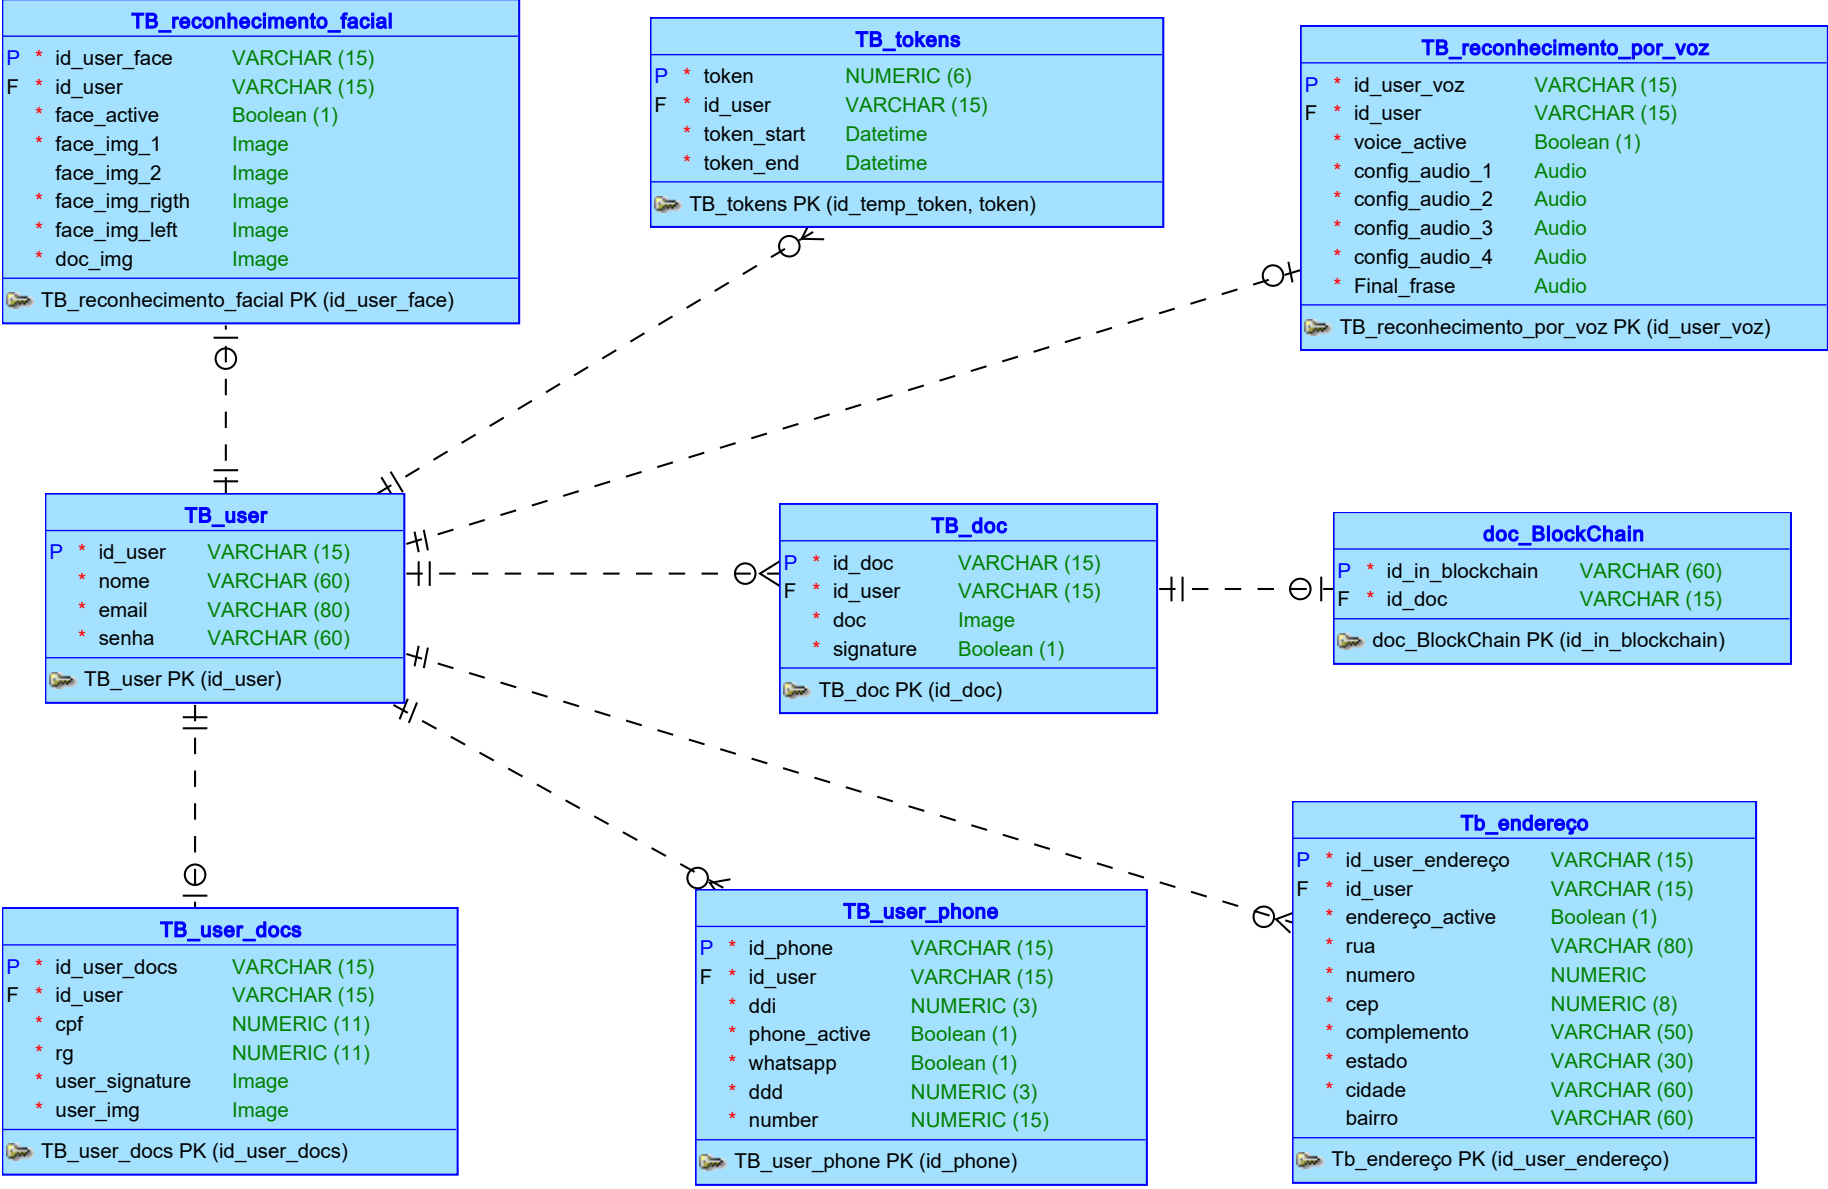 TB_reconhecimento_facial
P * id_user_face VARCHAR (15)
F * id_user VARCHAR (15)
* face_active Boolean (1)
* face_img_1 Image
face_img_2 Image
* face_img_rigth Image
* face_img_left Image
* doc_img Image
TB_reconhecimento_facial PK (id_user_face)
TB_tokens
P * token NUMERIC (6)
F * id_user VARCHAR (15)
* token_start Datetime
* token_end Datetime
TB_tokens PK (id_temp_token, token)
TB_reconhecimento_por_voz
P * id_user_voz VARCHAR (15)
F * id_user VARCHAR (15)
* voice_active Boolean (1)
* config_audio_1 Audio
* config_audio_2 Audio
* config_audio_3 Audio
* config_audio_4 Audio
* Final_frase Audio
TB_reconhecimento_por_voz PK (id_user_voz)
TB_user
P * id_user VARCHAR (15)
* nome VARCHAR (60)
* email VARCHAR (80)
* senha VARCHAR (60)
TB_user PK (id_user)
TB_doc
P * id_doc VARCHAR (15)
F * id_user VARCHAR (15)
* doc Image
* signature Boolean (1)
TB_doc PK (id_doc)
doc_BlockChain
P * id_in_blockchain VARCHAR (60)
F * id_doc VARCHAR (15)
doc_BlockChain PK (id_in_blockchain)
TB_user_docs
P * id_user_docs VARCHAR (15)
F * id_user VARCHAR (15)
* cpf NUMERIC (11)
* rg NUMERIC (11)
* user_signature Image
* user_img Image
TB_user_docs PK (id_user_docs)
TB_user_phone
P * id_phone VARCHAR (15)
F * id_user VARCHAR (15)
* ddi NUMERIC (3)
* phone_active Boolean (1)
* whatsapp Boolean (1)
* ddd NUMERIC (3)
* number NUMERIC (15)
TB_user_phone PK (id_phone)
Tb_endereço
P * id_user_endereço VARCHAR (15)
F * id_user VARCHAR (15)
* endereço_active Boolean (1)
* rua VARCHAR (80)
* numero NUMERIC
* cep NUMERIC (8)
* complemento VARCHAR (50)
* estado VARCHAR (30)
* cidade VARCHAR (60)
bairro VARCHAR (60)
Tb_endereço PK (id_user_endereço)